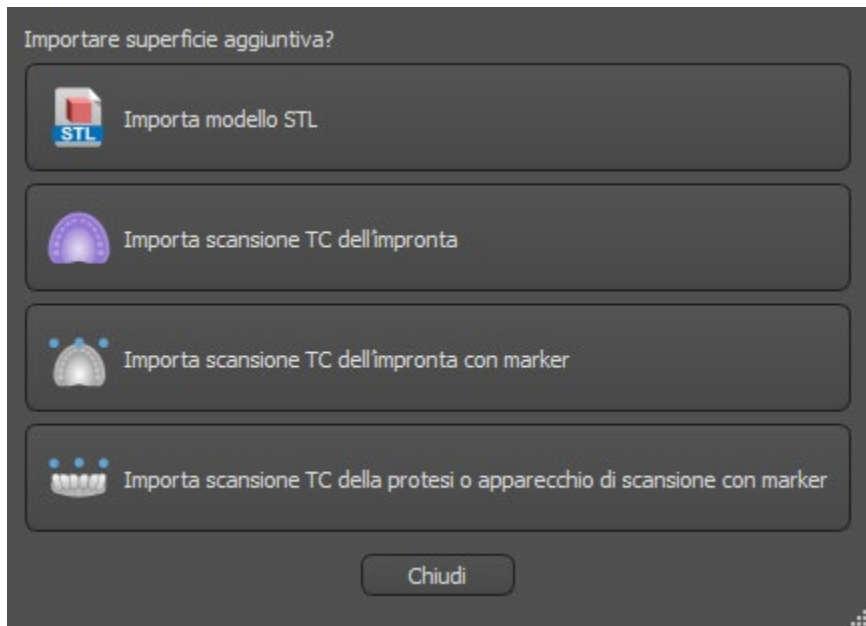 Importare superficie aggiuntiva?
STL
Importa modello STL
Importa scansione TC dell'impronta
Importa scansione TC dell'impronta con marker
Importa scansione TC della protesi o apparecchio di scansione con marker
Chiudi